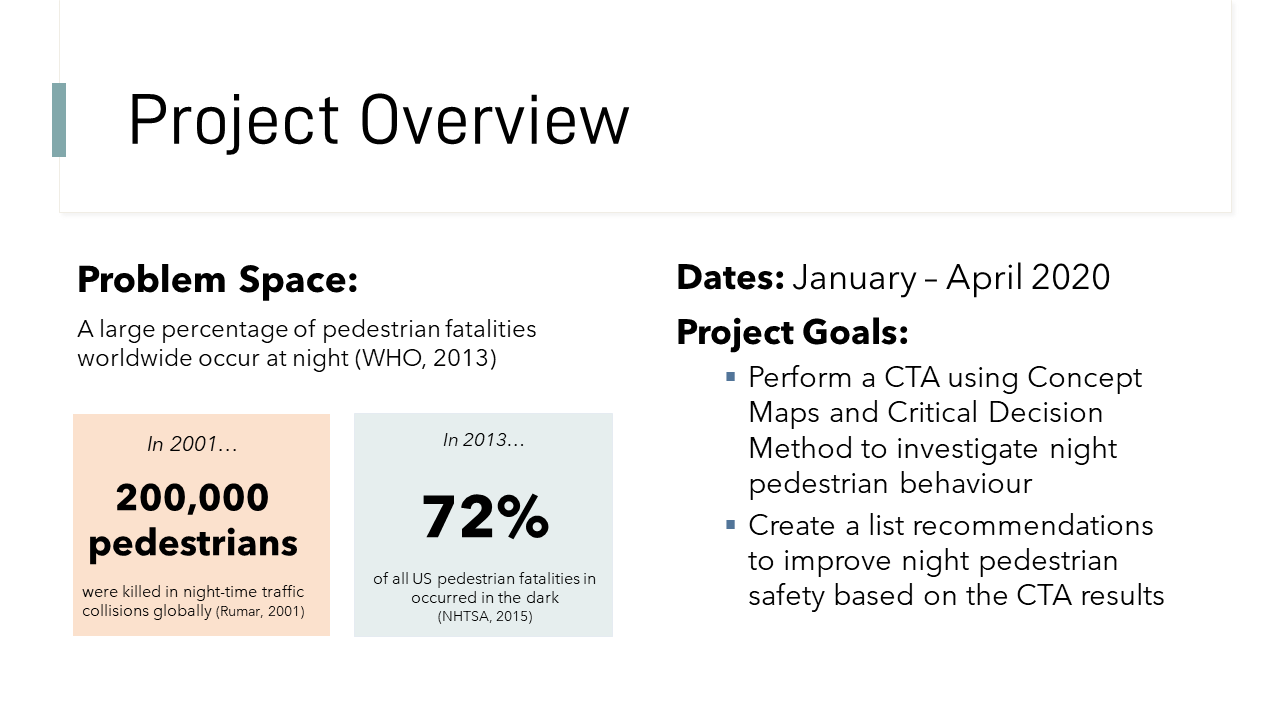 Project Overview
Problem Space:
A large percentage of pedestrian fatalities
worldwide occur at night (WHO, 2013)
In 2001…
200,000
pedestrians
were killed in night-time traffic
collisions globally (Rumar, 2001)
In 2013…
72%
of all US pedestrian fatalities in
occurred in the dark
(NHTSA, 2015)
Dates: January – April 2020
Project Goals:
▪ Perform a CTA using Concept
Maps and Critical Decision
Method to investigate night
pedestrian behaviour
▪ Create a list recommendations
to improve night pedestrian
safety based on the CTA results